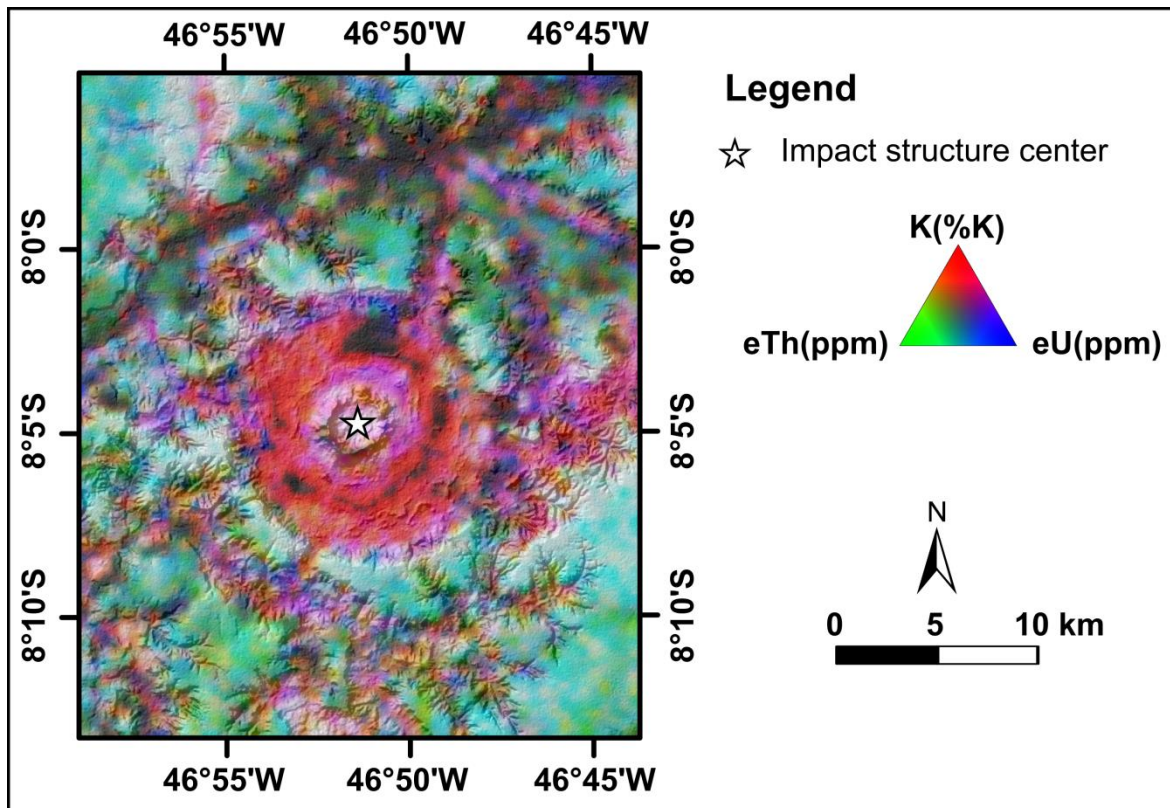 46°55'W 46°50'W 46°45'W
Legend
Impact structure center
K(%K)
eTh(ppm) eU(ppm)
8°0'S 8°0'S
8°5'S 8°5'S
8°10'S 8°10'S
N
0 5 10 km
46°55'W 46°50'W 46°45'W